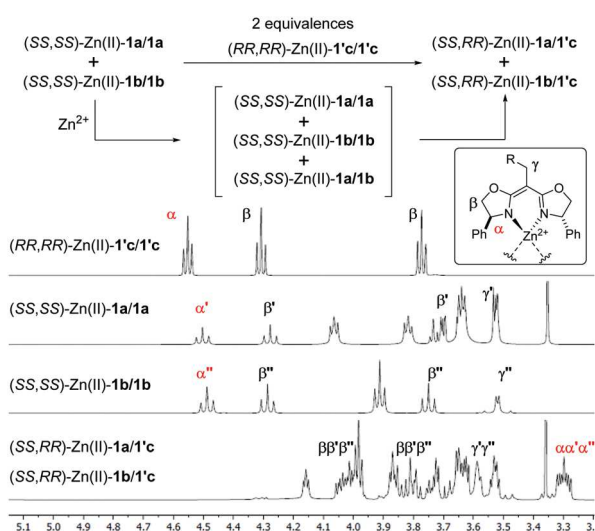 2 equivalences
(SS,SS)-Zn(II)-1a/1a
+
(SS,SS)-Zn(II)-1b/1b
(RR,RR)-Zn(II)-1'c/1'c
(SS,RR)-Zn(II)-1a/1'c
+
(SS,RR)-Zn(II)-1b/1'c
Zn2+
(SS,SS)-Zn(II)-1a/1a
+
(SS,SS)-Zn(II)-1b/1b
+
(SS,SS)-Zn(II)-1a/1b
R
γ
β
O
O
N
N
α
Ph
Zn2+
Ph
(RR,RR)-Zn(II)-1'c/1'c
α
β
β
(SS,SS)-Zn(II)-1a/1a
α'
β'
β'
γ'
(SS,SS)-Zn(II)-1b/1b
α"
β"
β"
γ"
(SS,RR)-Zn(II)-1a/1'c
(SS,RR)-Zn(II)-1b/1'c
ββ'β"
ββ'β"
γ'γ"
αα'α"
5.1 5.0 4.9 4.8 4.7 4.6 4.5 4.4 4.3 4.2 4.1 4.0 3.9 3.8 3.7 3.6 3.5 3.4 3.3 3.2